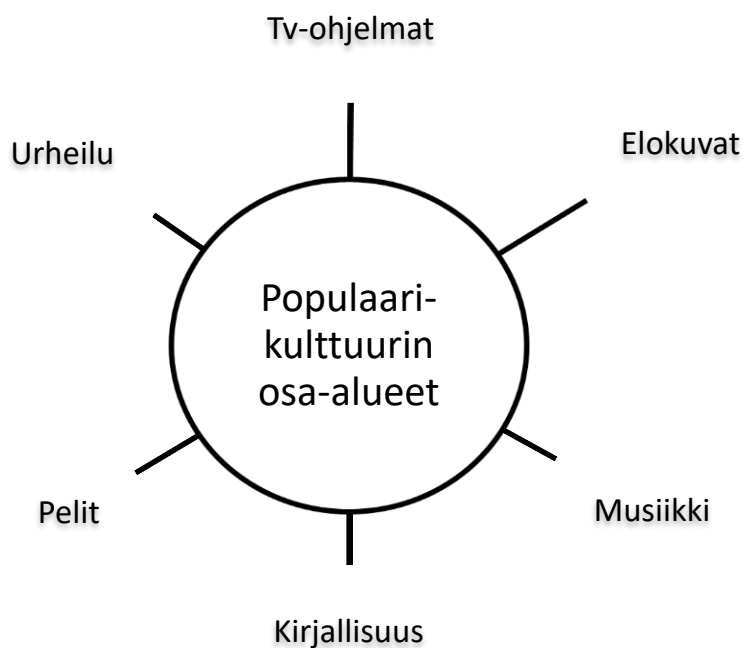 Tv-ohjelmat
Elokuvat
Urheilu
Populaari-
kulttuurin
osa-alueet
Pelit
Musiikki
Kirjallisuus